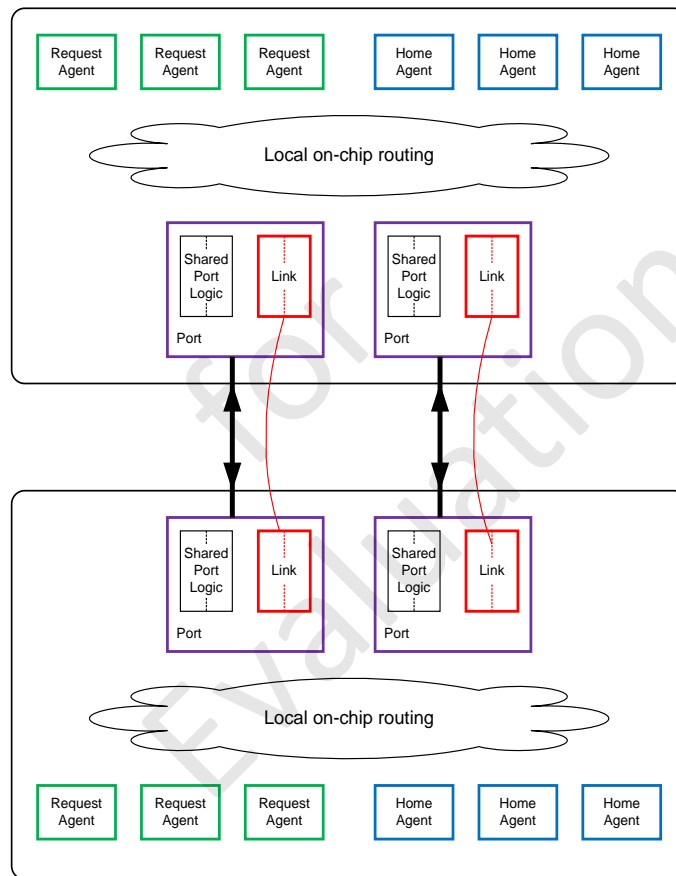 Request
Agent
Request
Agent
Request
Agent
Home
Agent
Home
Agent
Home
Agent
Local on-chip routing
Shared
Port
Logic
Link
Port
Shared
Port
Logic
Link
Port
for
Evaluation
Shared
Port
Logic
Link
Port
Shared
Port
Logic
Link
Port
Local on-chip routing
Request
Agent
Request
Agent
Request
Agent
Home
Agent
Home
Agent
Home
Agent